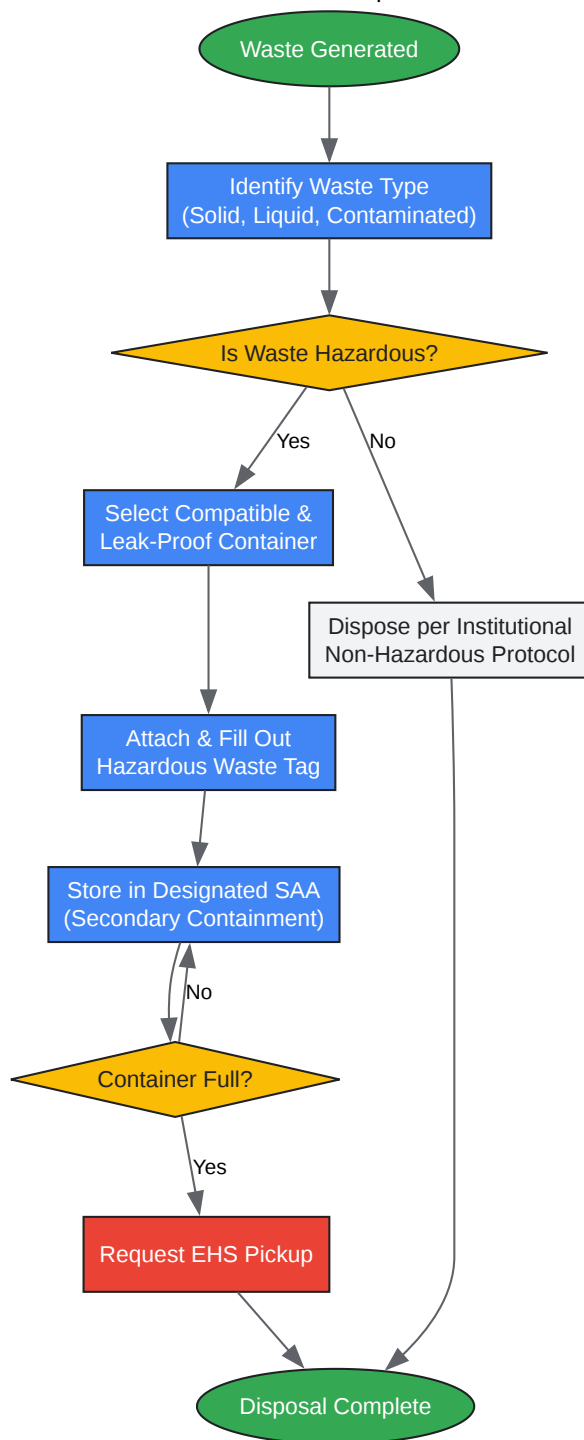 Waste Generated
Identify Waste Type
(Solid, Liquid, Contaminated)
Is Waste Hazardous?
Yes
No
Select Compatible &
Leak-Proof Container
Dispose per Institutional
Non-Hazardous Protocol
Attach & Fill Out
Hazardous Waste Tag
Store in Designated SAA
(Secondary Containment)
No
Container Full?
Yes
Request EHS Pickup
Disposal Complete